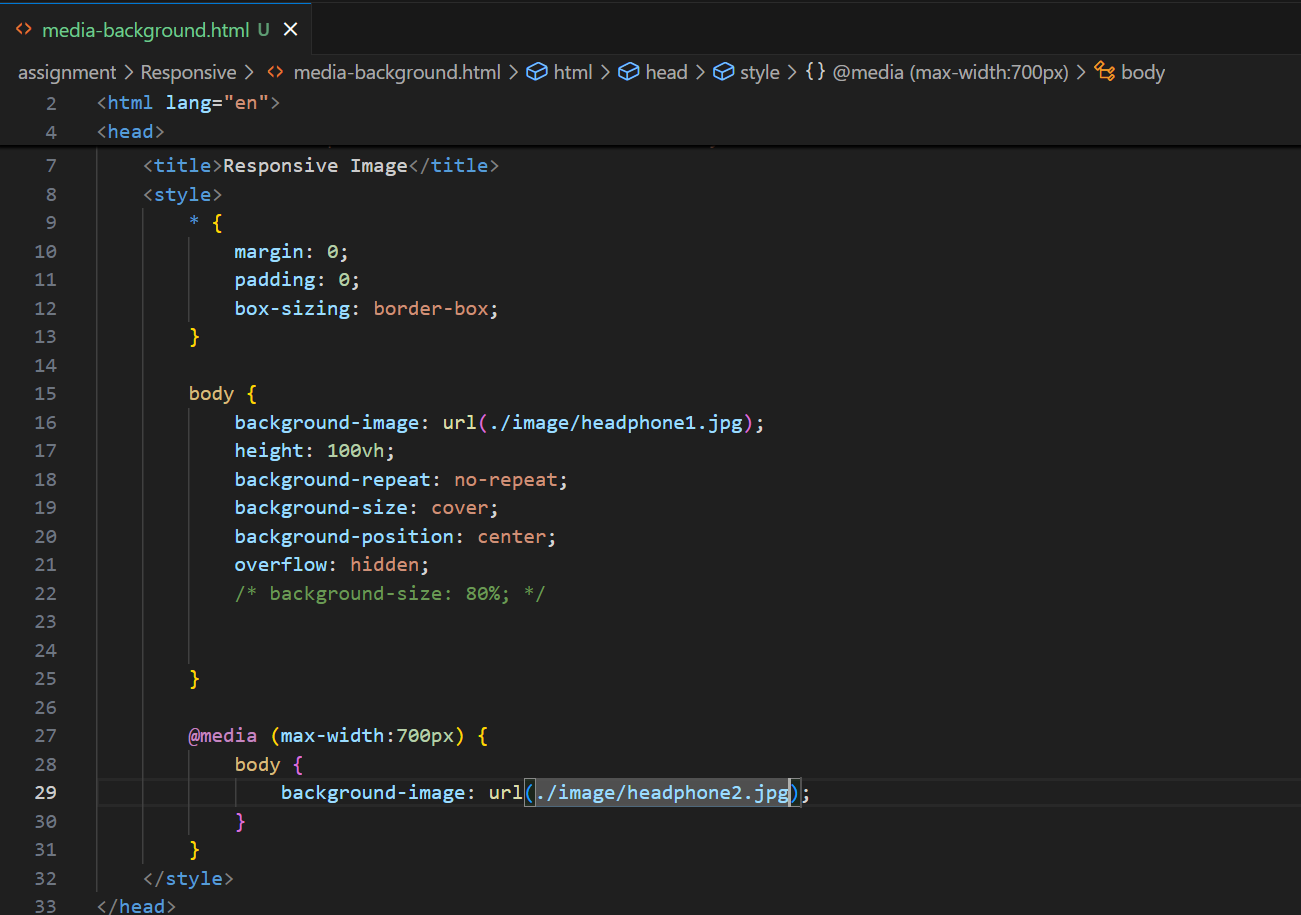 media-background.html U
assignment > Responsive > media-background.html > html > head > style > {} @media (max-width:700px) > body
2 <html lang="en">
4 <head>
7 <title>Responsive Image</title>
8 <style>
9 * {
10 margin: 0;
11 padding: 0;
12 box-sizing: border-box;
13 }
14
15 body {
16 background-image: url(./image/headphone1.jpg);
17 height: 100vh;
18 background-repeat: no-repeat;
19 background-size: cover;
20 background-position: center;
21 overflow: hidden;
22 /* background-size: 80%; */
23
24
25 }
26
27 @media (max-width:700px) {
28 body {
29 background-image: url(./image/headphone2.jpg);
30 }
31 }
32 </style>
33 </head>